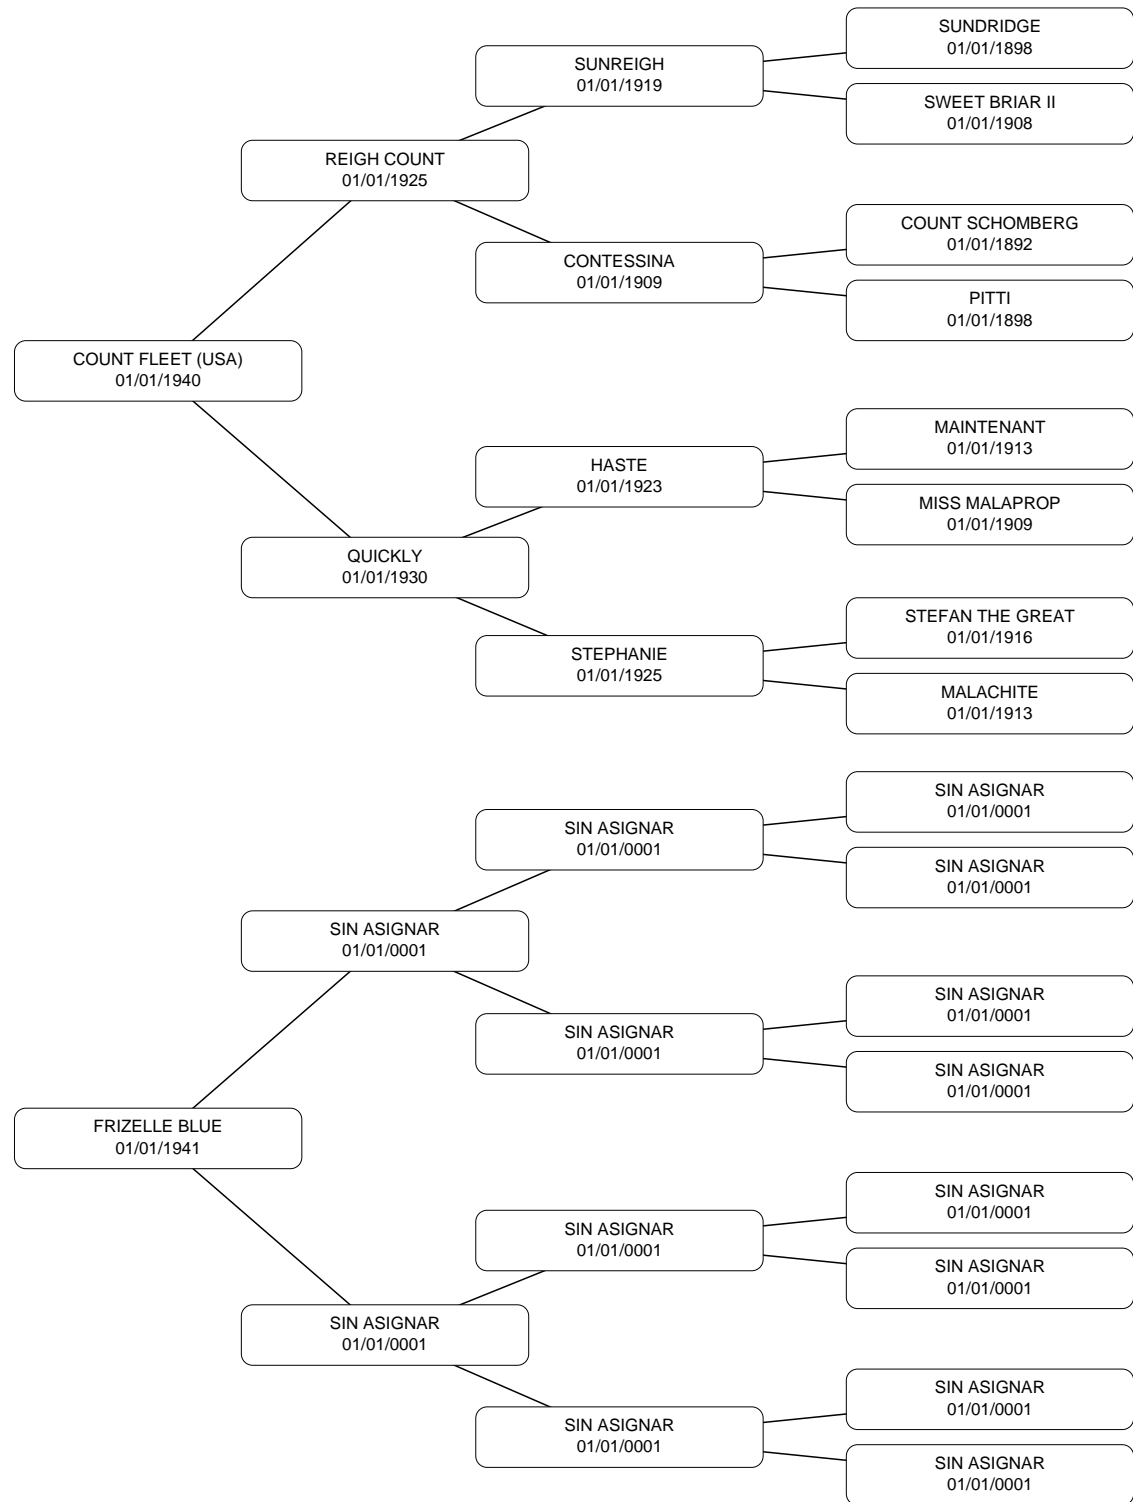 SUNDRIDGE
01/01/1898
SUNREIGH
01/01/1919
SWEET BRIAR II
01/01/1908
REIGH COUNT
01/01/1925
COUNT SCHOMBERG
01/01/1892
CONTESSINA
01/01/1909
PITTI
01/01/1898
COUNT FLEET (USA)
01/01/1940
MAINTENANT
01/01/1913
HASTE
01/01/1923
MISS MALAPROP
01/01/1909
QUICKLY
01/01/1930
STEFAN THE GREAT
01/01/1916
STEPHANIE
01/01/1925
MALACHITE
01/01/1913
SIN ASIGNAR
01/01/0001
SIN ASIGNAR
01/01/0001
SIN ASIGNAR
01/01/0001
SIN ASIGNAR
01/01/0001
SIN ASIGNAR
01/01/0001
SIN ASIGNAR
01/01/0001
SIN ASIGNAR
01/01/0001
FRIZELLE BLUE
01/01/1941
SIN ASIGNAR
01/01/0001
SIN ASIGNAR
01/01/0001
SIN ASIGNAR
01/01/0001
SIN ASIGNAR
01/01/0001
SIN ASIGNAR
01/01/0001
SIN ASIGNAR
01/01/0001
SIN ASIGNAR
01/01/0001